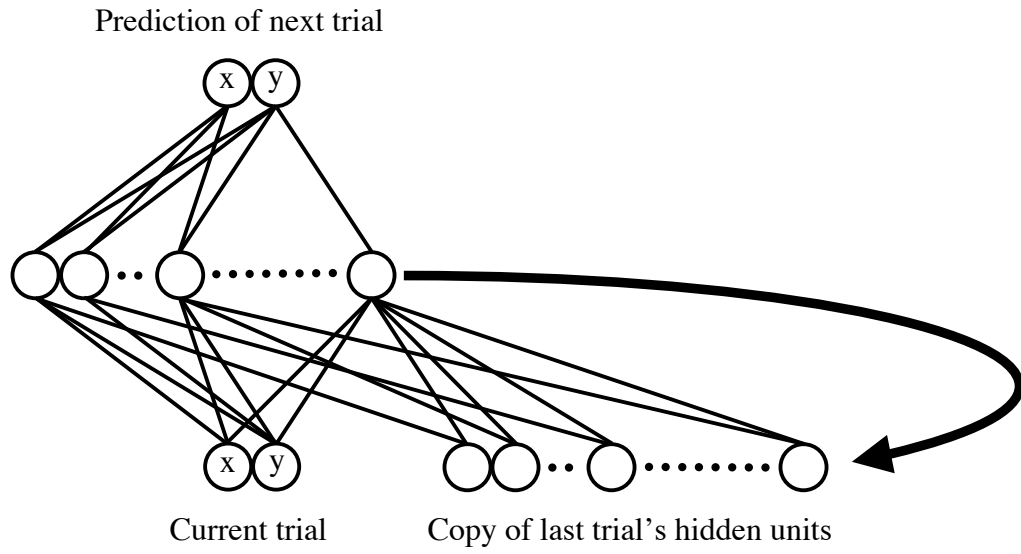 Prediction of next trial
x y
x y
Current trial
Copy of last trial's hidden units